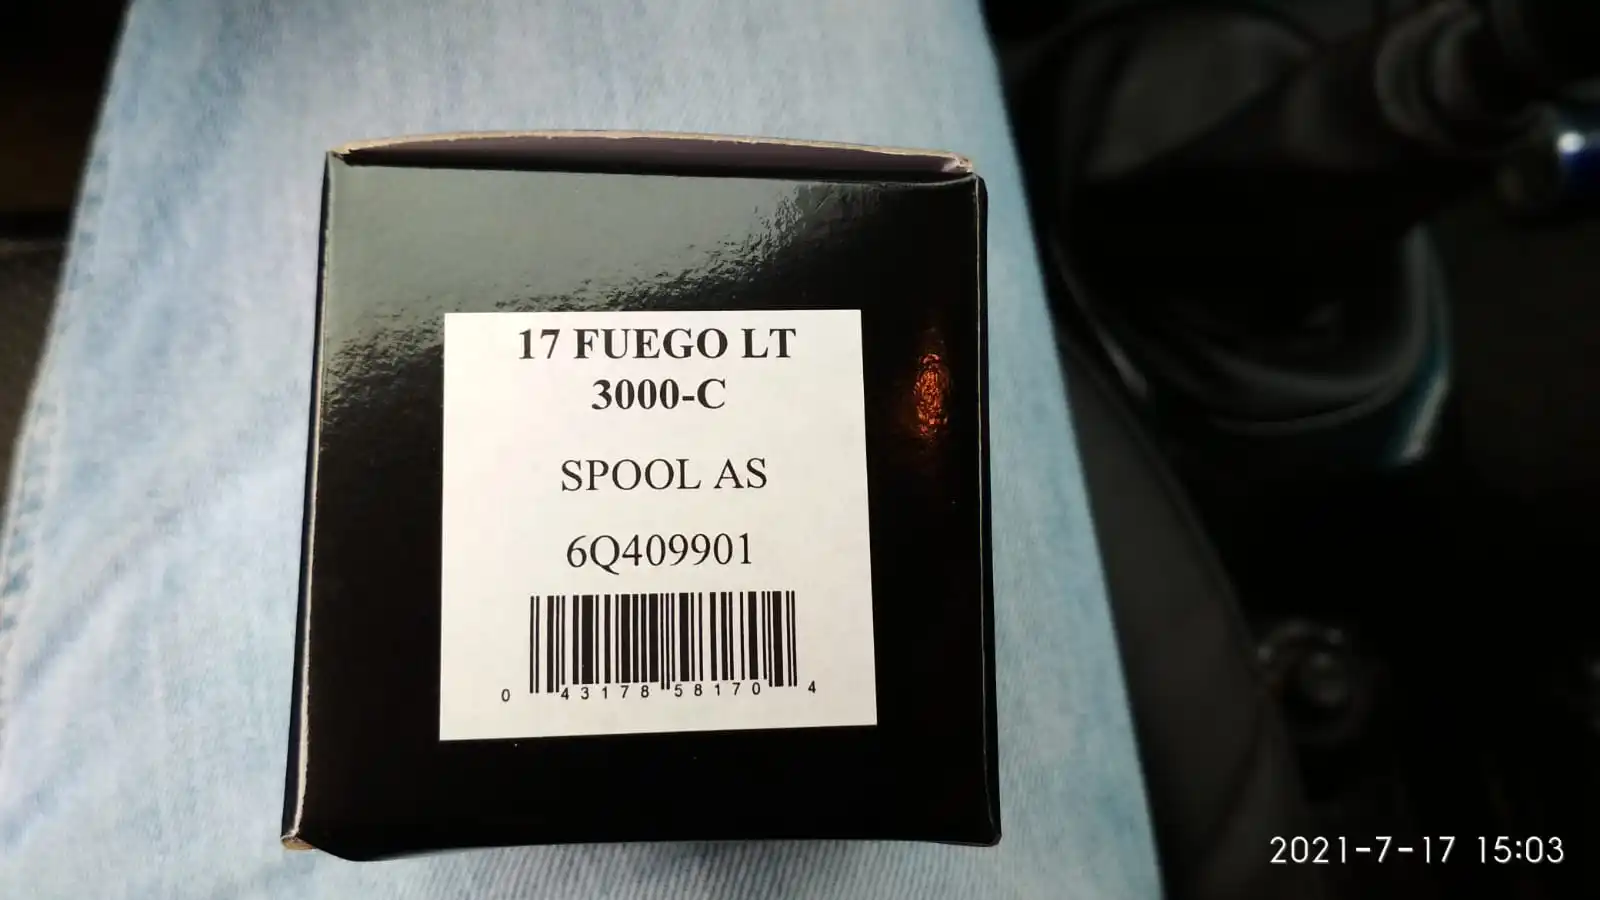 17 FUEGO LT
3000-C
SPOOL AS
6Q409901
0 43178 58170 4
2021-7-17 15:03